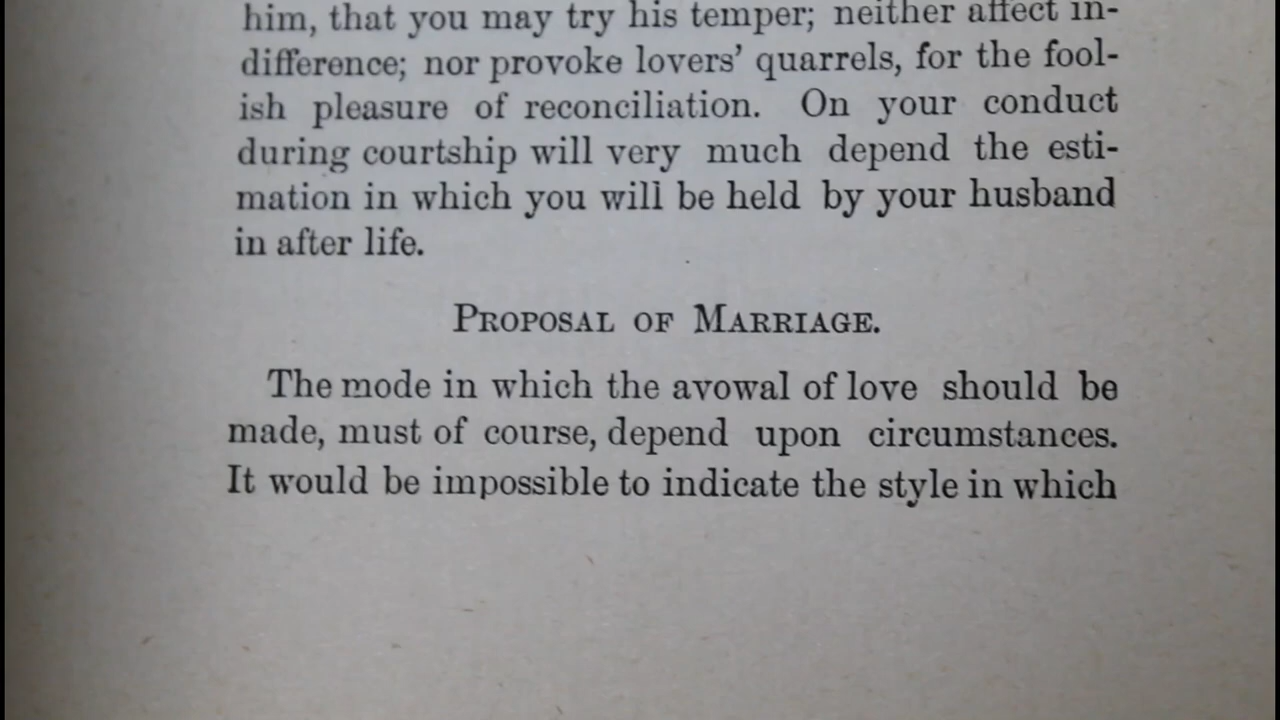 him, that you may try his temper; neither affect in-
difference; nor provoke lovers' quarrels, for the fool-
ish pleasure of reconciliation. On your conduct
during courtship will very much depend the esti-
mation in which you will be held by your husband
in after life.
PROPOSAL OF MARRIAGE.
The mode in which the avowal of love should be
made, must of course, depend upon circumstances.
It would be impossible to indicate the style in which